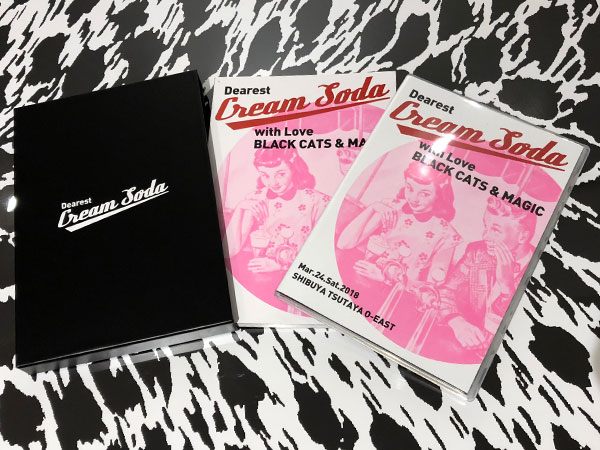 Dearest
Cream Soda
Dearest
Cream Soda
with Love
BLACK CATS & MA
Dearest
Cream Soda
with Love
BLACK CATS & MAGIC
Mar.24.Sat.2018
SHIBUYA TSUTAYA O-EAST